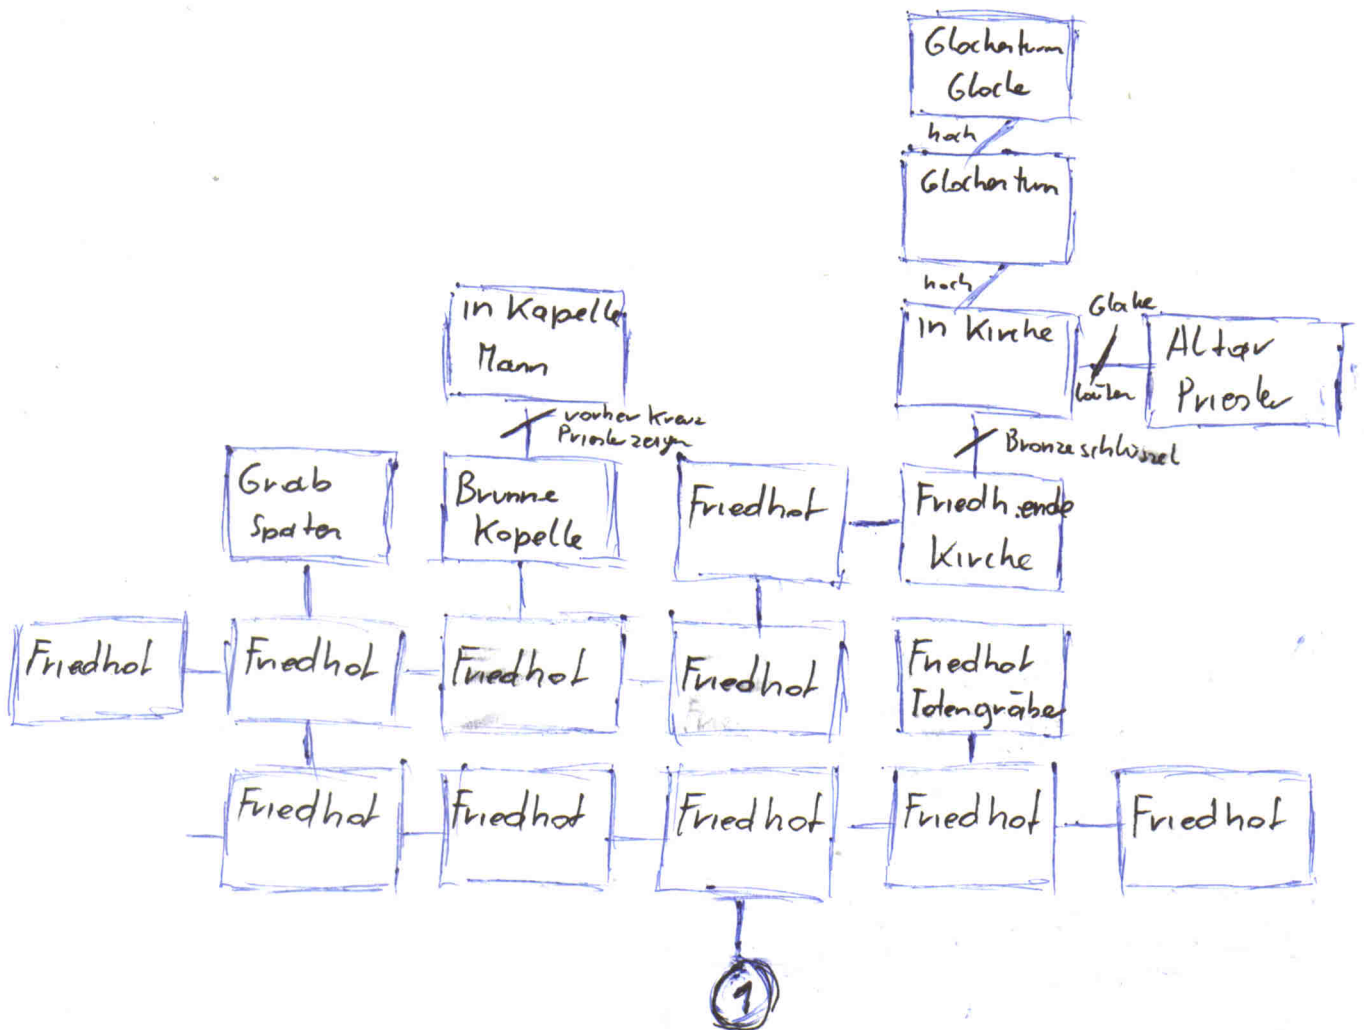 Glockenturm
Glocke
hoch
Glockenturm
hoch
in Kapelle
Mann
in Kirche
Glocke
läuten
Altar
Priester
vorher Kreuz
Priester zeigen
Bronzeschlüssel
Grab
Spaten
Brunne
Kapelle
Friedhof
Friedh.ende
Kirche
Friedhof
Friedhof
Friedhof
Friedhof
Friedhof
Totengräber
Friedhof
Friedhof
Friedhof
Friedhof
Friedhof
1